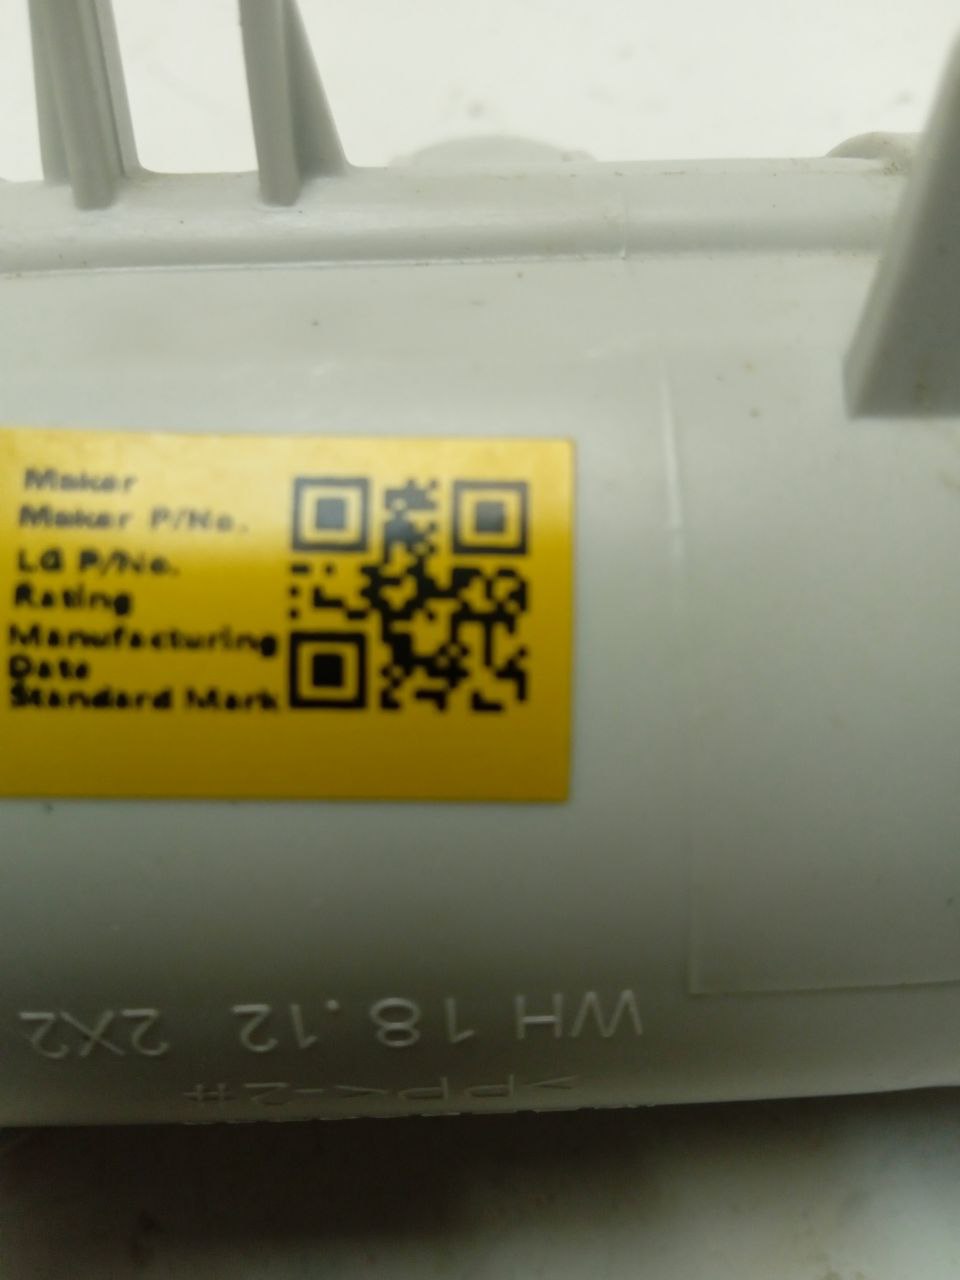 Maker
Maker P/No.
LG P/No.
Rating
Manufacturing
Date
Standard Mark
WH 18.12 2X2
>PP<-2#